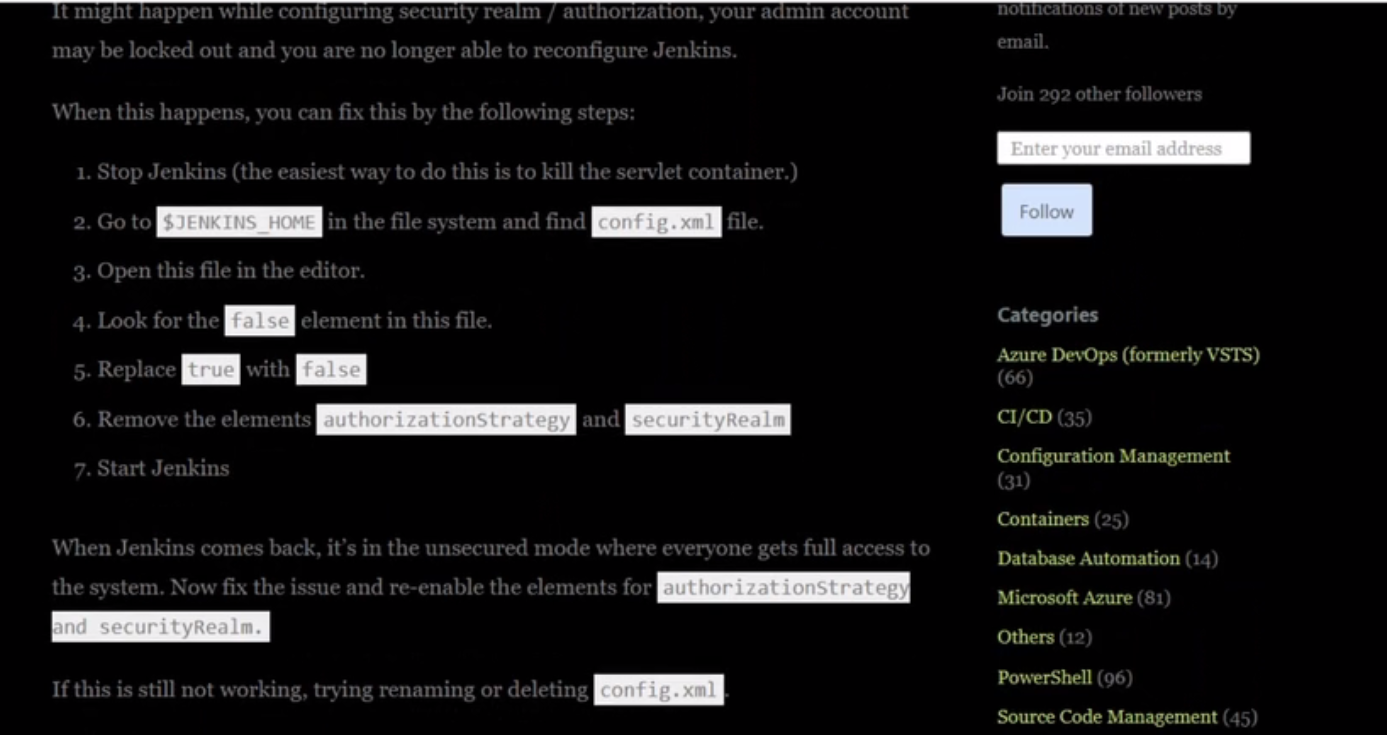 It might happen while configuring security realm / authorization, your admin account
may be locked out and you are no longer able to reconfigure Jenkins.
When this happens, you can fix this by the following steps:
1. Stop Jenkins (the easiest way to do this is to kill the servlet container.)
2. Go to $JENKINS_HOME in the file system and find config.xml file.
3. Open this file in the editor.
4. Look for the false element in this file.
5. Replace true with false
6. Remove the elements authorizationStrategy and securityRealm
7. Start Jenkins
When Jenkins comes back, it's in the unsecured mode where everyone gets full access to
the system. Now fix the issue and re-enable the elements for authorizationStrategy
and securityRealm.
If this is still not working, trying renaming or deleting config.xml.
notifications of new posts by
email.
Join 292 other followers
Enter your email address
Follow
Categories
Azure DevOps (formerly VSTS)
(66)
CI/CD (35)
Configuration Management
(31)
Containers (25)
Database Automation (14)
Microsoft Azure (81)
Others (12)
PowerShell (96)
Source Code Management (45)